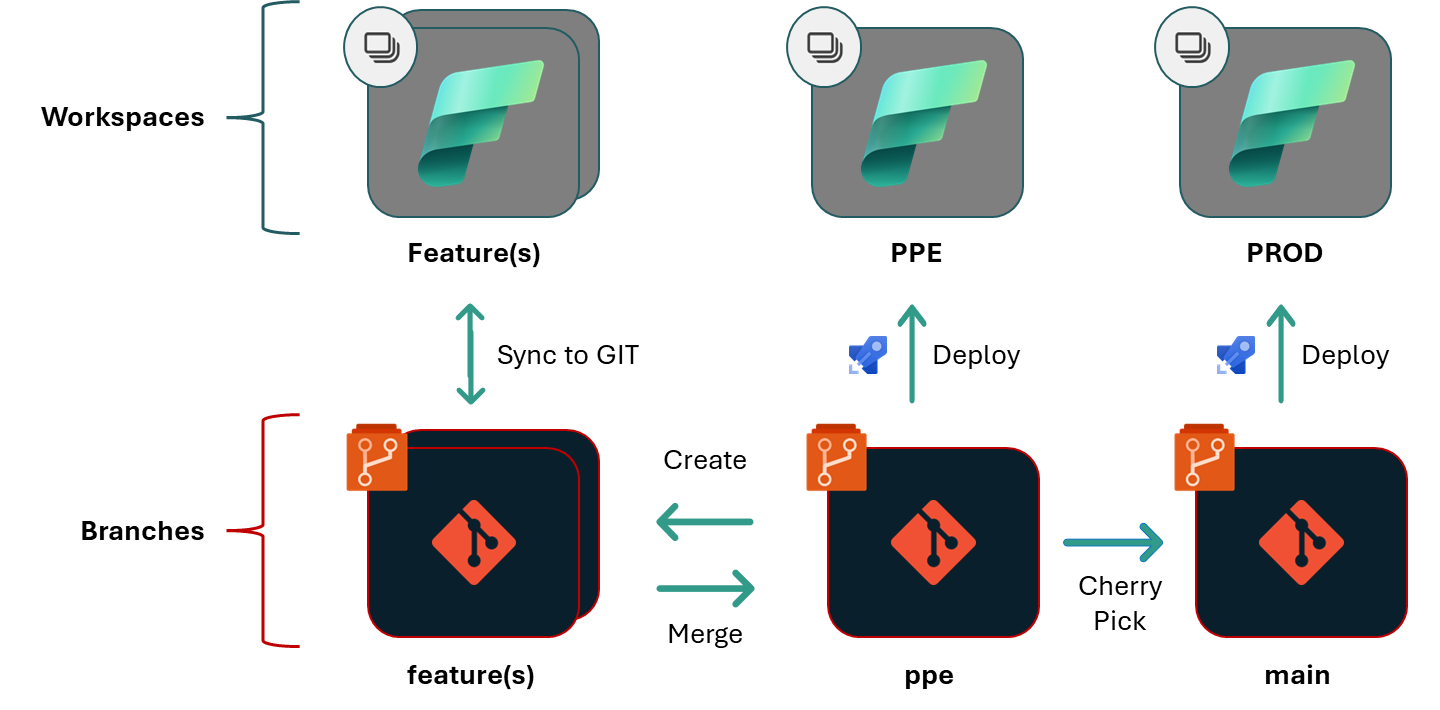 Workspaces
Feature(s)
PPE
PROD
Sync to GIT
Deploy
Deploy
Branches
Create
Merge
Cherry
Pick
feature(s)
ppe
main